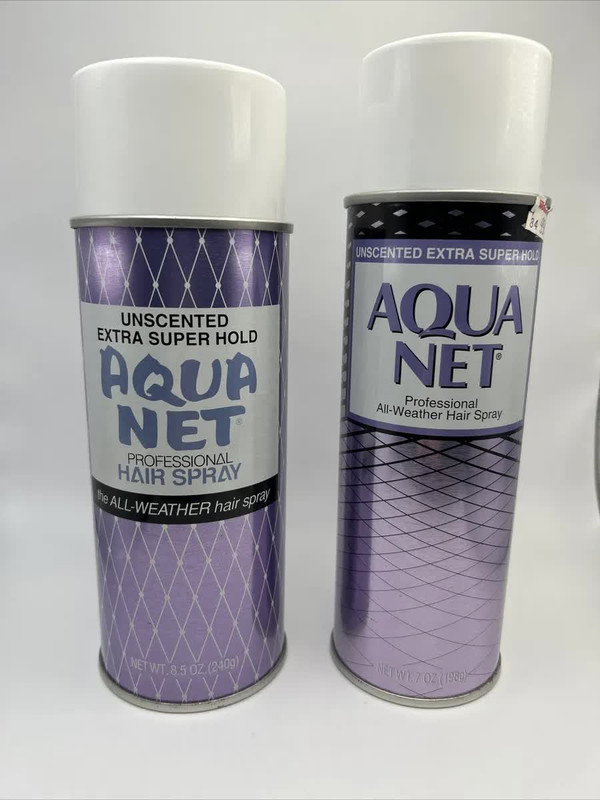 UNSCENTED
EXTRA SUPER HOLD
AQUA
NET®
PROFESSIONAL
HAIR SPRAY
the ALL-WEATHER hair spray
NET WT. 8.5 OZ. (240g)
84
UNSCENTED EXTRA SUPER HOLD
AQUA
NET®
Professional
All-Weather Hair Spray
NET WT. 7 OZ. (198g)